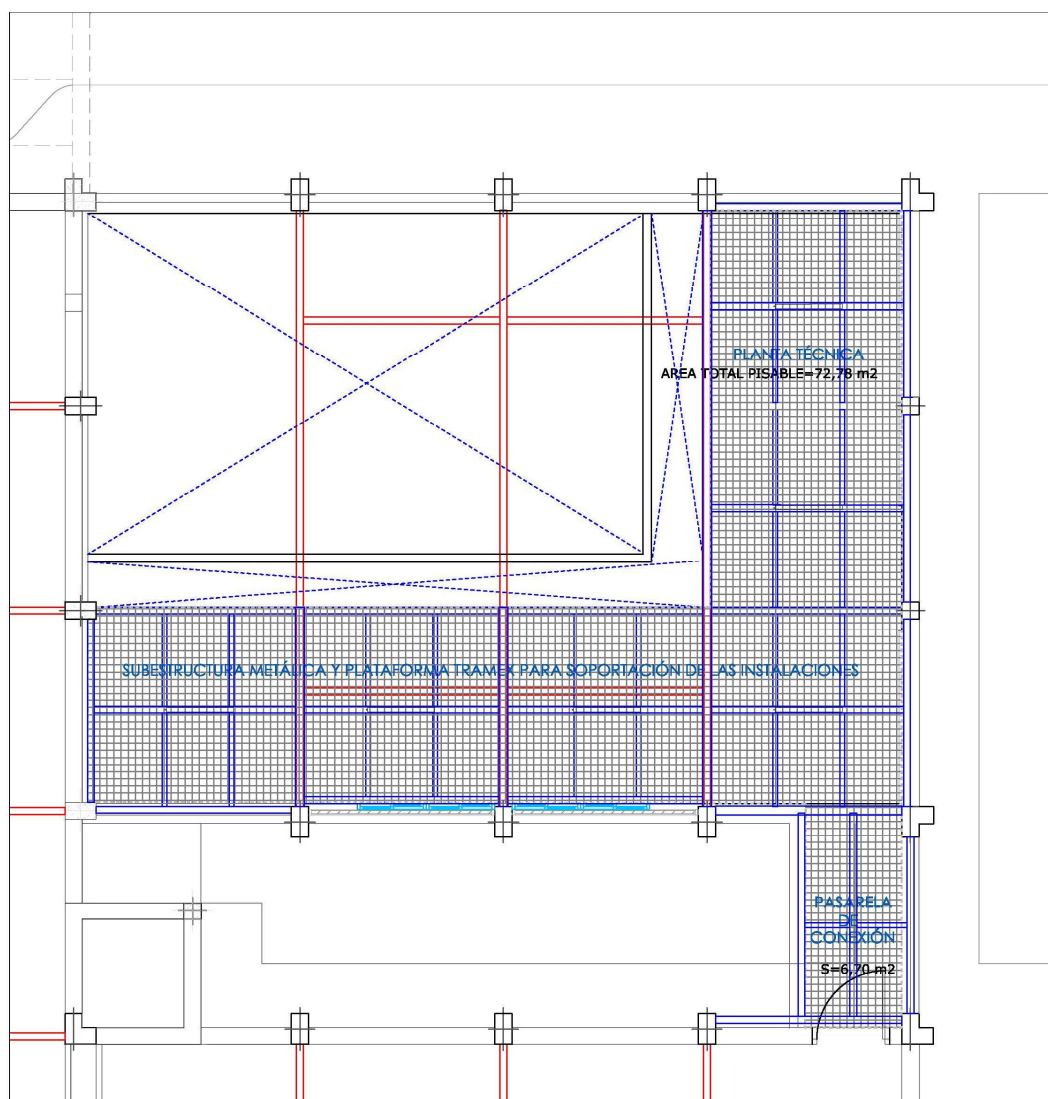 PLANTA TÉCNICA
AREA TOTAL PISABLE=72,78 m2
SUBESTRUCTURA METÁLICA Y PLATAFORMA TRAMEX PARA SOPORTACIÓN DE LAS INSTALACIONES
PASARELA
DE
CONEXIÓN
S=6,70 m2